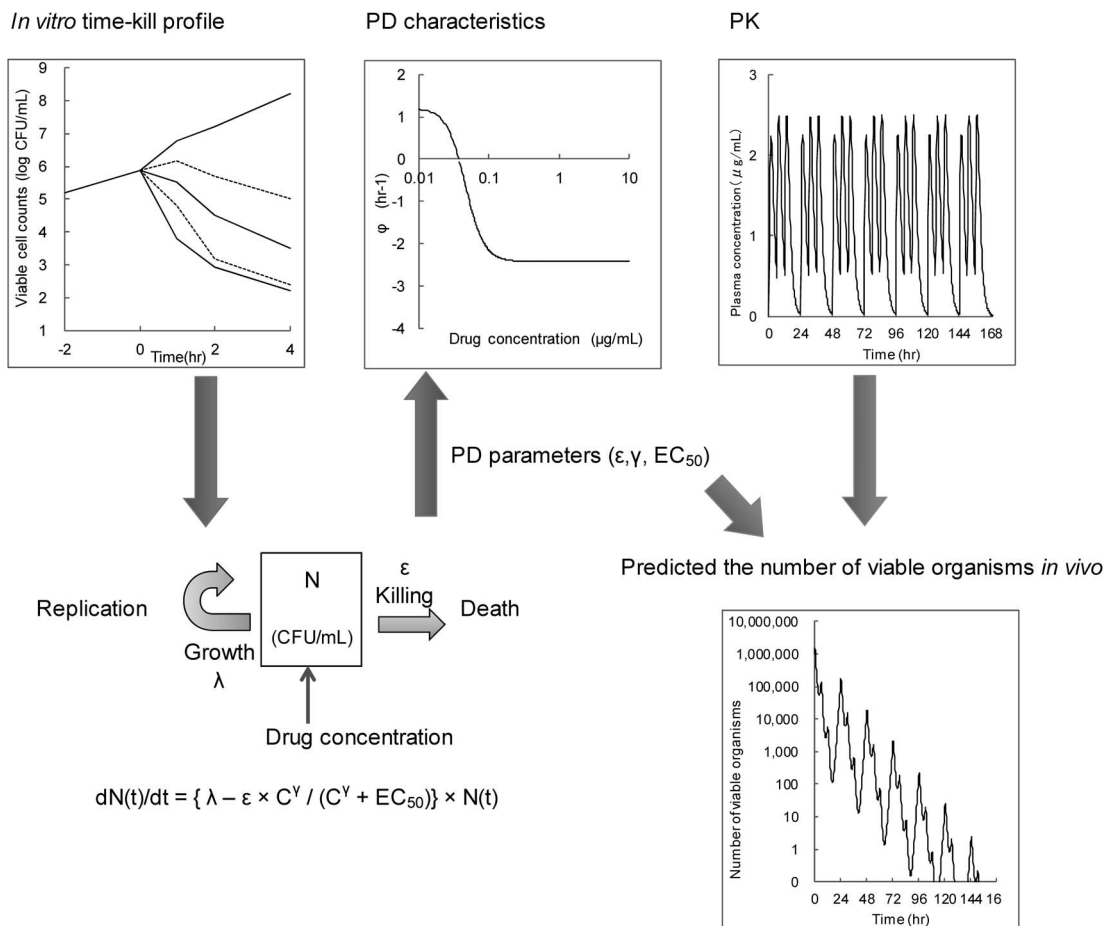 In vitro time-kill profile
PD characteristics
PK
Viable cell counts (log CFU/mL)
9
8
7
6
5
4
3
2
1
-2
0
2
4
Time(hr)
φ (hr-1)
2
1
0
-1
-2
-3
-4
0.01
0.1
1
10
Drug concentration (μg/mL)
Plasma concentration (μg/mL)
3
2
1
0
0 24 48 72 96 120 144 168
Time (hr)
PD parameters (ε,γ, EC50)
Replication
Growth
λ
N
(CFU/mL)
ε
Killing
Death
Drug concentration
dN(t)/dt = { λ – ε × Cγ / (Cγ + EC50)} × N(t)
Predicted the number of viable organisms in vivo
Number of viable organisms
10,000,000
1,000,000
100,000
10,000
1,000
100
10
1
0
0 24 48 72 96 120 144 16
Time (hr)